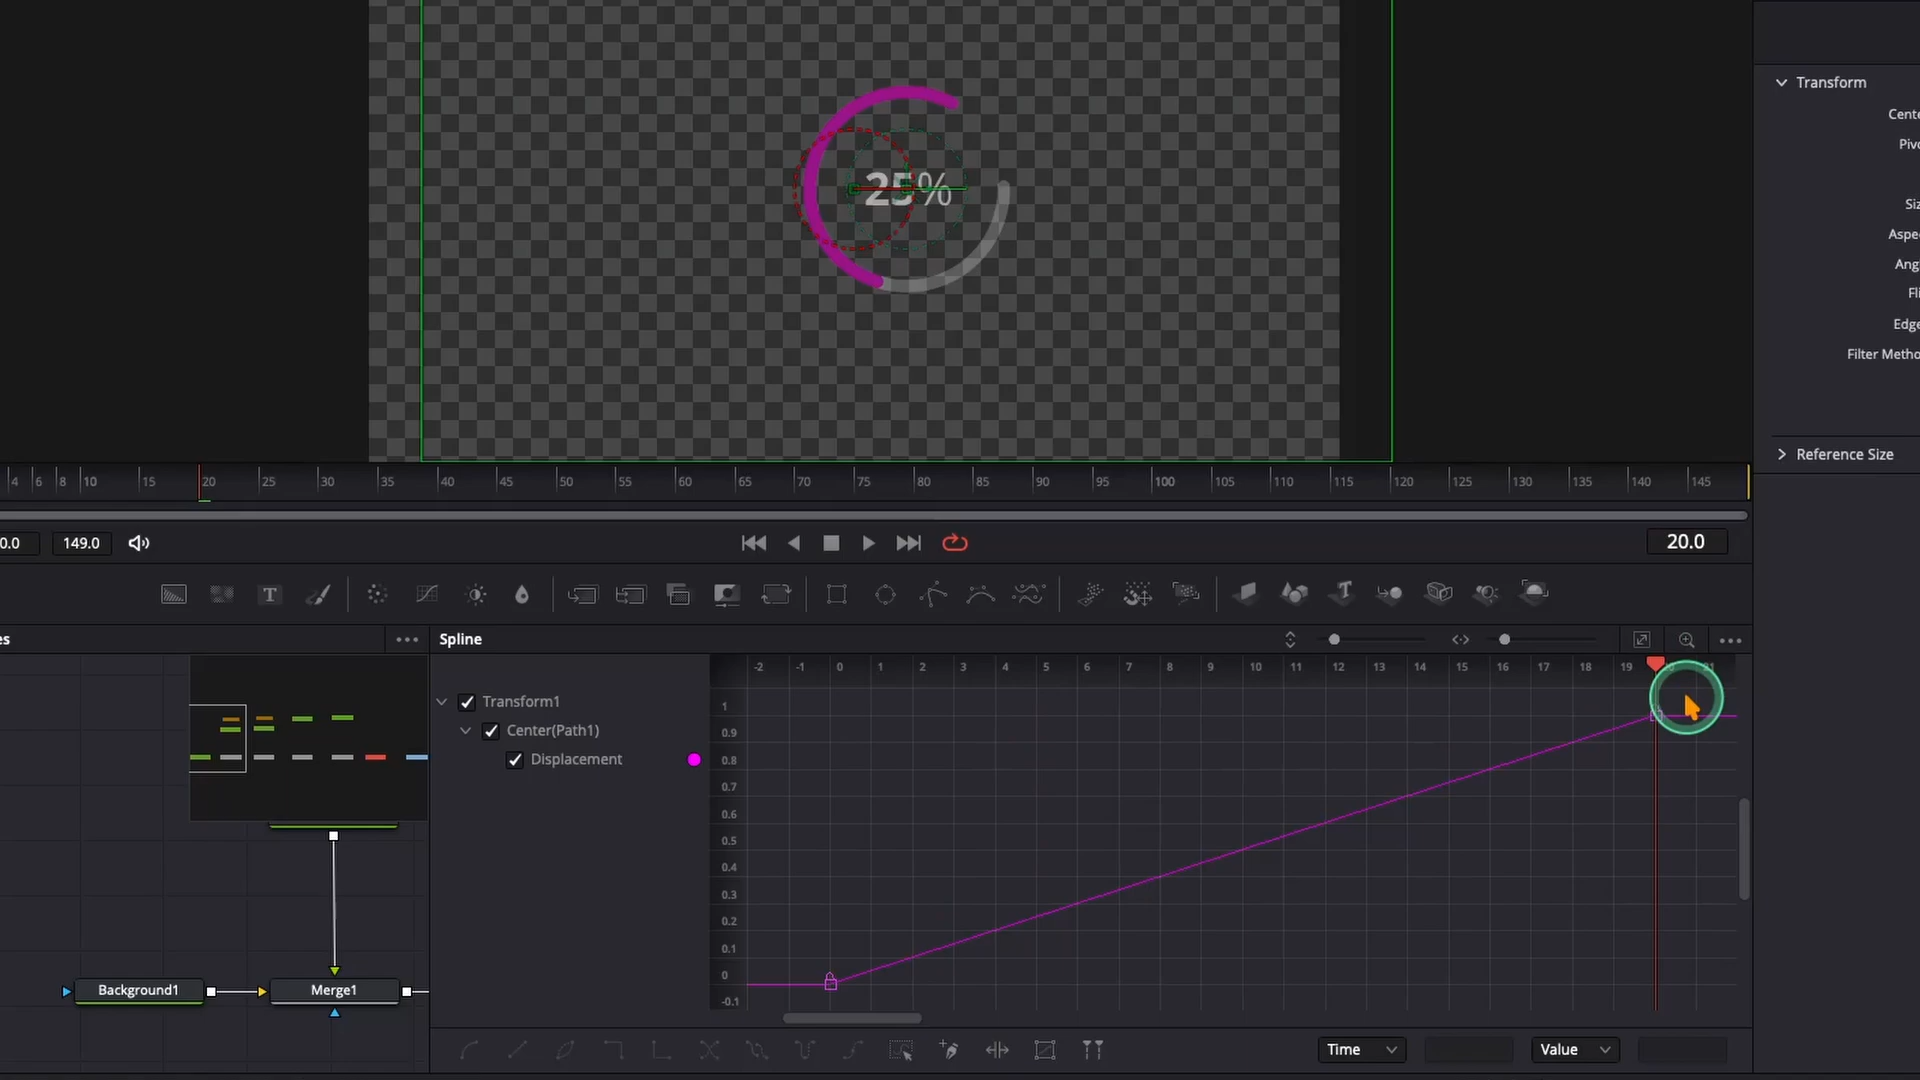 25%
Transform
Cente
Pivo
Siz
Aspe
Ang
Fli
Edge
Filter Metho
Reference Size
4 6 8 10 15 20 25 30 35 40 45 50 55 60 65 70 75 80 85 90 95 100 105 110 115 120 125 130 135 140 145
0.0 149.0 20.0
T T
es Spline
-2 -1 0 1 2 3 4 5 6 7 8 9 10 11 12 13 14 15 16 17 18 19 21
Transform1
Center(Path1)
Displacement
1
0.9
0.8
0.7
0.6
0.5
0.4
0.3
0.2
0.1
0
-0.1
Background1 Merge1
Time Value